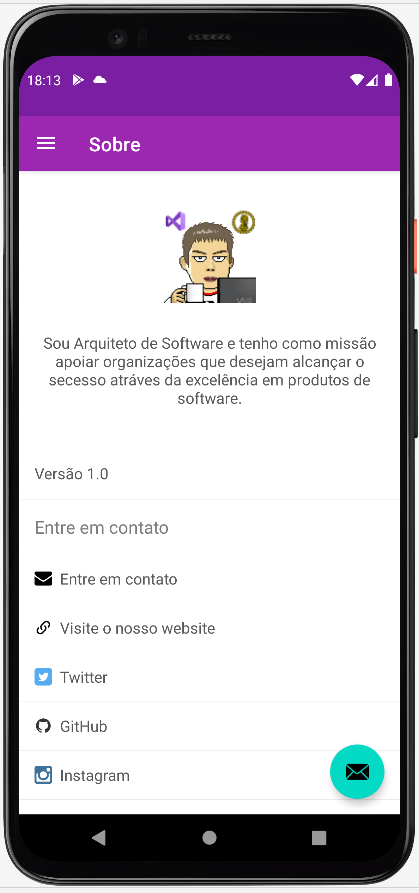 18:13
Sobre
Sou Arquiteto de Software e tenho como missão
apoiar organizações que desejam alcançar o
secesso atráves da excelência em produtos de
software.
Versão 1.0
Entre em contato
Entre em contato
Visite o nosso website
Twitter
GitHub
Instagram